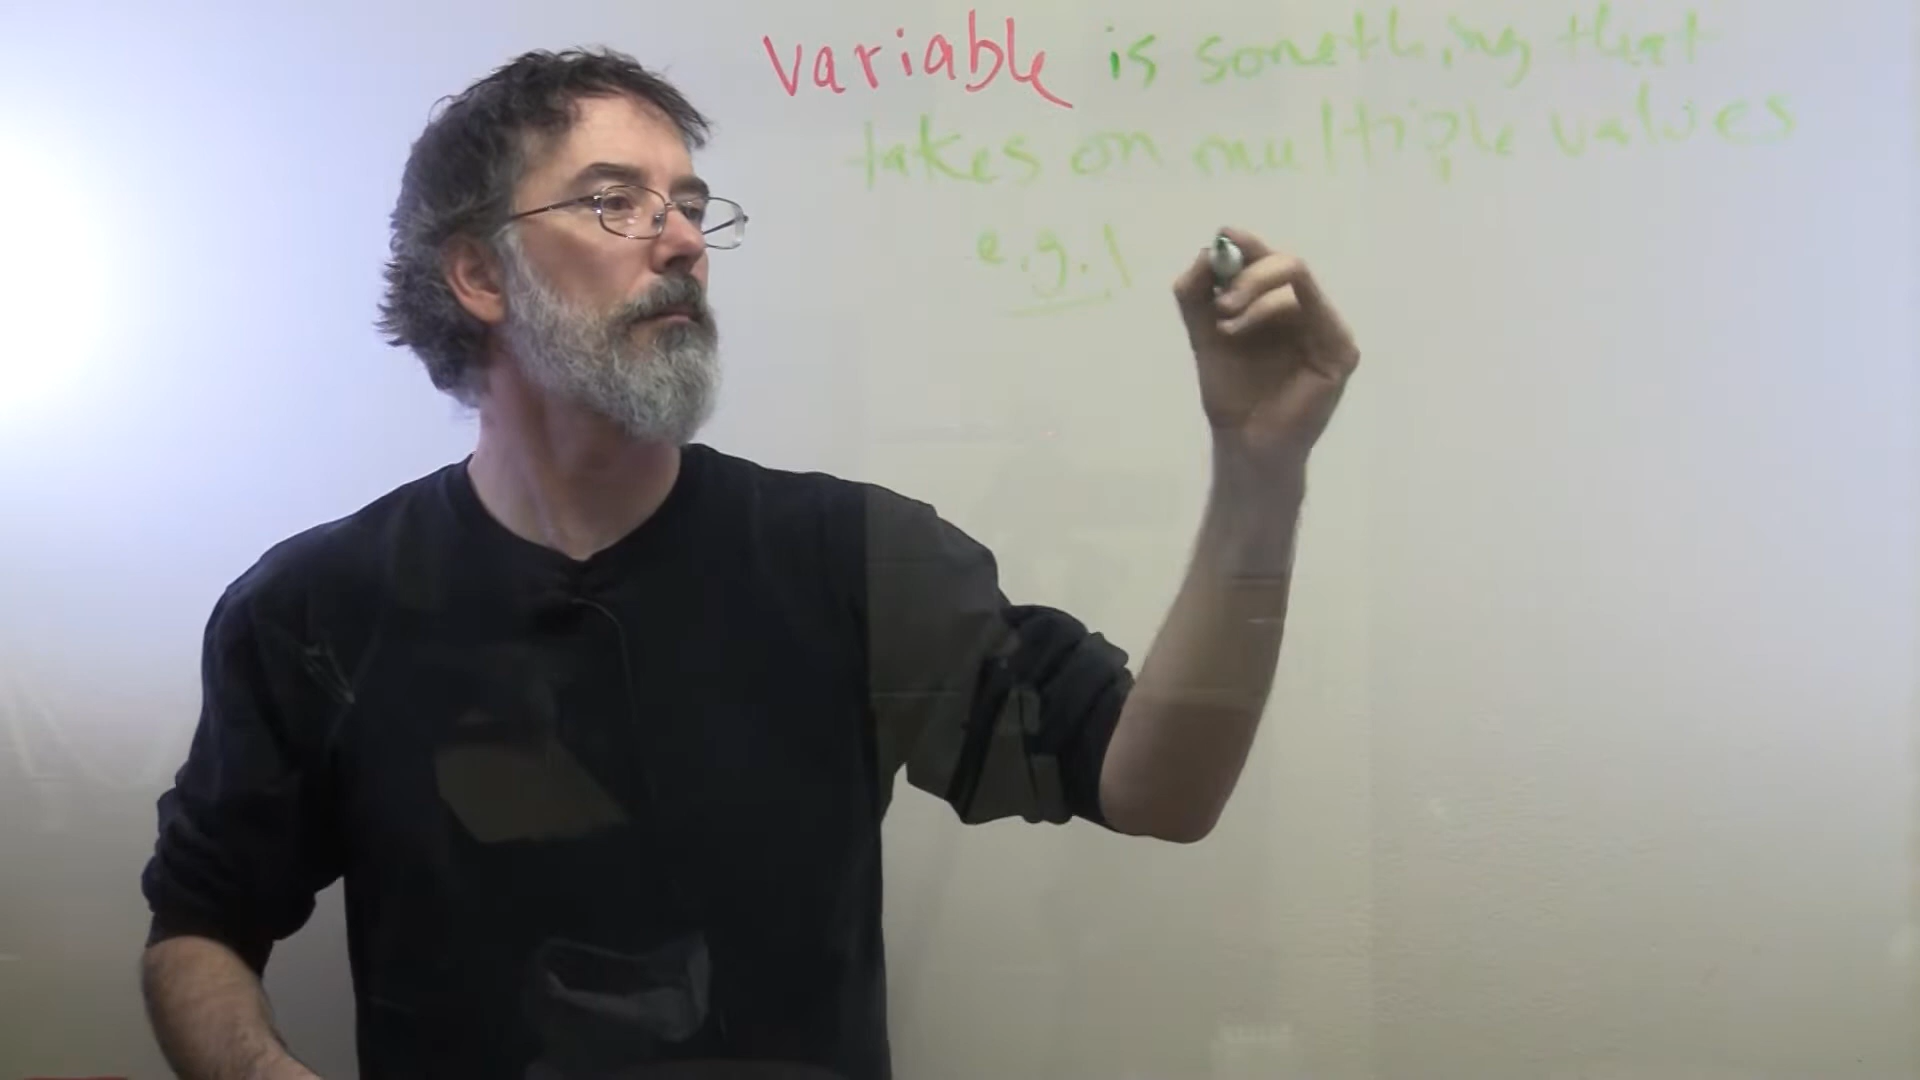 variable is something that
takes on multiple values
e.g.,